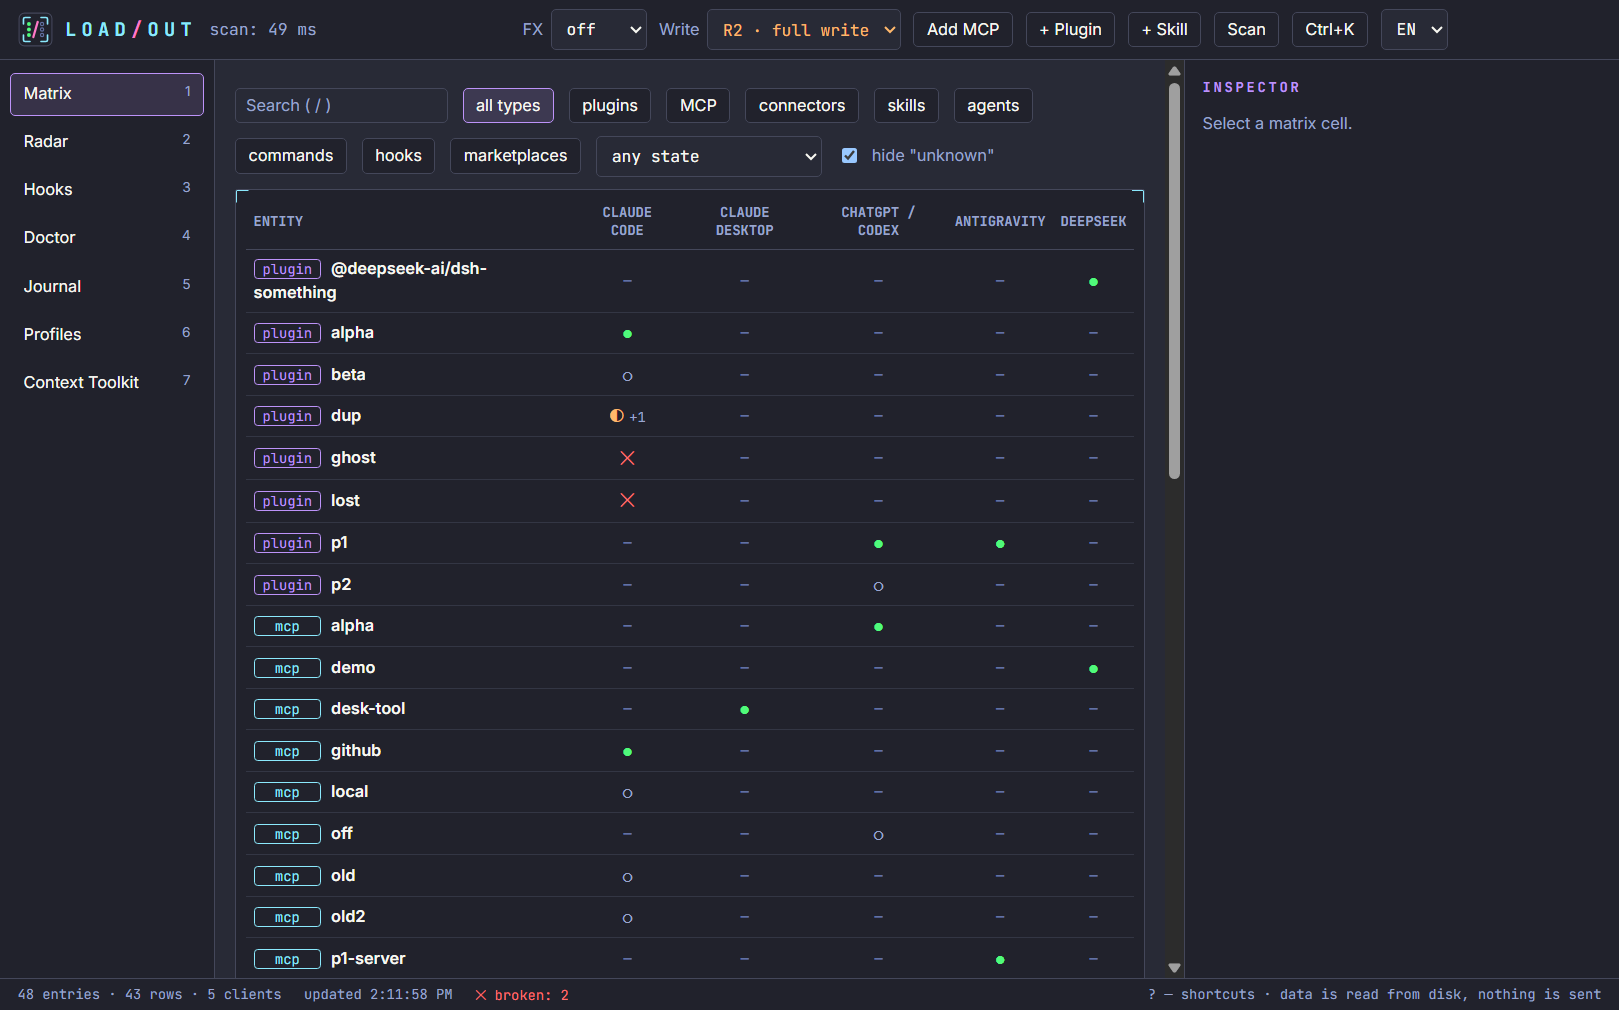 LOAD/OUT scan: 49 ms FX off Write R2 · full write Add MCP + Plugin + Skill Scan Ctrl+K EN
Matrix 1
Radar 2
Hooks 3
Doctor 4
Journal 5
Profiles 6
Context Toolkit 7
Search ( / ) all types plugins MCP connectors skills agents
commands hooks marketplaces any state hide "unknown"
ENTITY CLAUDE CODE CLAUDE DESKTOP CHATGPT / CODEX ANTIGRAVITY DEEPSEEK
plugin @deepseek-ai/dsh-
something – – – – ●
plugin alpha ● – – – –
plugin beta ○ – – – –
plugin dup ◐ +1 – – – –
plugin ghost ✕ – – – –
plugin lost ✕ – – – –
plugin p1 – – ● ● –
plugin p2 – – ○ – –
mcp alpha – – ● – –
mcp demo – – – – ●
mcp desk-tool – ● – – –
mcp github ● – – – –
mcp local ○ – – – –
mcp off – – ○ – –
mcp old ○ – – – –
mcp old2 ○ – – – –
mcp p1-server – – – ● –
INSPECTOR
Select a matrix cell.
48 entries · 43 rows · 5 clients updated 2:11:58 PM ✕ broken: 2 ? — shortcuts · data is read from disk, nothing is sent